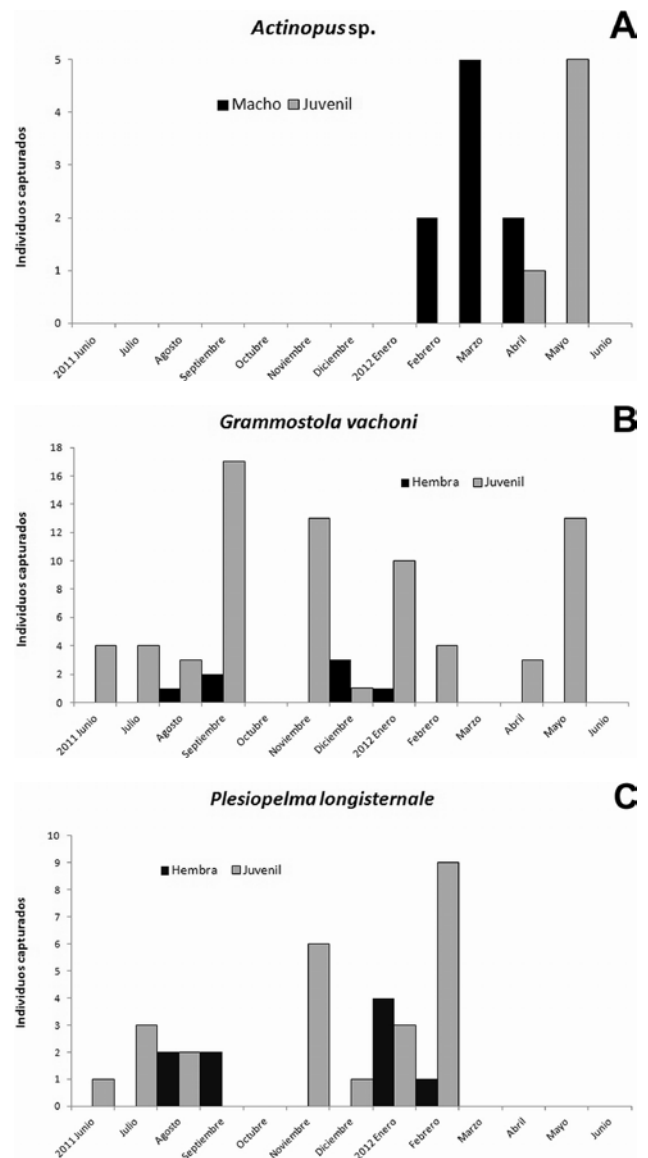 A
Actinopus sp.
Macho Juvenil
Individuos capturados
5
4
3
2
1
0
2011 Junio Julio Agosto Septiembre Octubre Noviembre Diciembre 2012 Enero Febrero Marzo Abril Mayo Junio
B
Grammostola vachoni
Hembra Juvenil
Individuos capturados
18
16
14
12
10
8
6
4
2
0
2011 Junio Julio Agosto Septiembre Octubre Noviembre Diciembre 2012 Enero Febrero Marzo Abril Mayo Junio
C
Plesiopelma longisternale
Hembra Juvenil
Individuos capturados
10
9
8
7
6
5
4
3
2
1
0
2011 Junio Julio Agosto Septiembre Octubre Noviembre Diciembre 2012 Enero Febrero Marzo Abril Mayo Junio